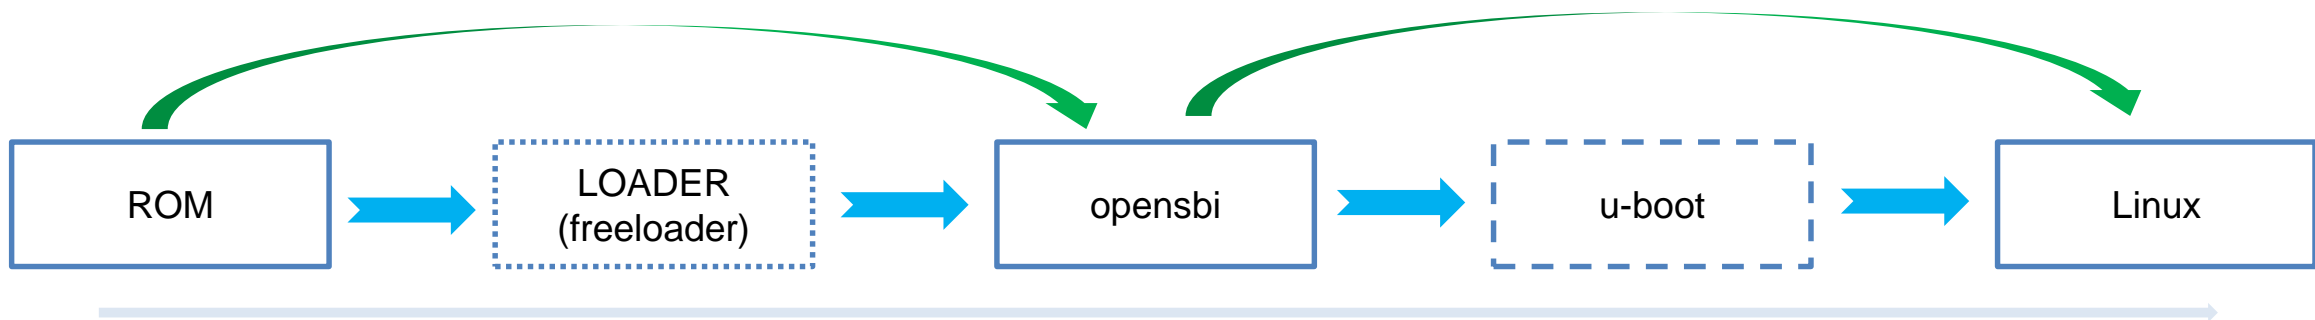 ROM
LOADER
(freeloader)
opensbi
u-boot
Linux